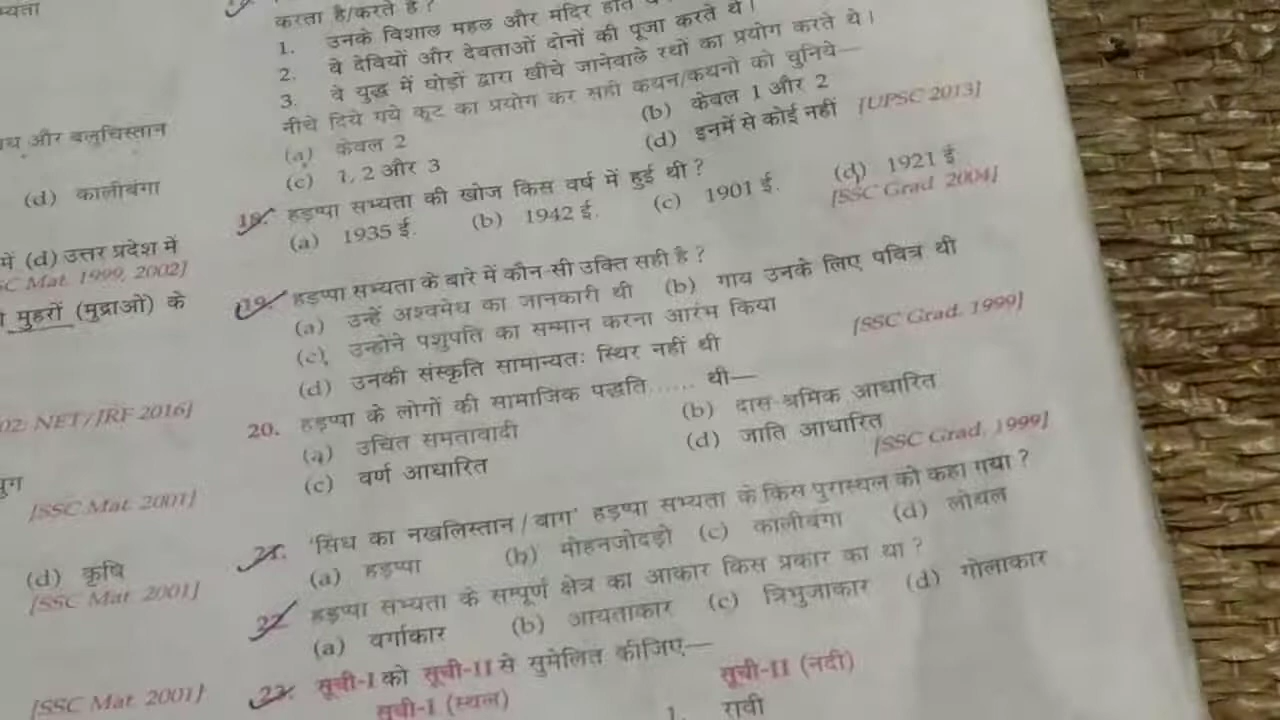 म्यता
थ और बलुचिस्तान
(d) कालीबंगा
में (d) उत्तर प्रदेश में
SC Mat. 1999, 2002]
मुहरों (मुद्राओं) के
02; NET/JRF 2016]
[SSC Mat. 2001]
(d) कृषि
[SSC Mat. 2001]
[SSC Mat. 2001]
करता है/करते है ?
1. उनके विशाल महल और मंदिर होते
2. वे देवियों और देवताओं दोनों की पूजा करते थे।
3. वे युद्ध में घोड़ों द्वारा खींचे जानेवाले रथों का प्रयोग करते थे।
नीचे दिये गये कूट का प्रयोग कर सही कथन/कथनों को चुनिये—
(a) केवल 2 (b) केवल 1 और 2
(c) 1, 2 और 3 (d) इनमें से कोई नहीं [UPSC 2013]
18. हड़प्पा सभ्यता की खोज किस वर्ष में हुई थी ?
(a) 1935 ई. (b) 1942 ई. (c) 1901 ई. (d) 1921 ई
[SSC Grad. 2004]
19. हड़प्पा सभ्यता के बारे में कौन-सी उक्ति सही है ?
(a) उन्हें अश्वमेध का जानकारी थी (b) गाय उनके लिए पवित्र थी
(c) उन्होंने पशुपति का सम्मान करना आरंभ किया
(d) उनकी संस्कृति सामान्यतः स्थिर नहीं थी [SSC Grad. 1999]
20. हड़प्पा के लोगों की सामाजिक पद्धति...... थी—
(a) उचित समतावादी (b) दास-श्रमिक आधारित
(c) वर्ण आधारित (d) जाति आधारित
[SSC Grad. 1999]
21. 'सिंध का नखलिस्तान / बाग' हड़प्पा सभ्यता के किस पुरास्थल को कहा गया ?
(a) हड़प्पा (b) मोहनजोदड़ो (c) कालीबंगा (d) लोथल
22. हड़प्पा सभ्यता के सम्पूर्ण क्षेत्र का आकार किस प्रकार का था ?
(a) वर्गाकार (b) आयताकार (c) त्रिभुजाकार (d) गोलाकार
23. सूची-I को सूची-II से सुमेलित कीजिए—
सूची-I (स्थल) सूची-II (नदी)
1. रावी